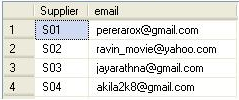 Supplier email
1 S01 pererarox@gmail.com
2 S02 ravin_movie@yahoo.com
3 S03 jayarathna@gmail.com
4 S04 akila2k8@gmail.com